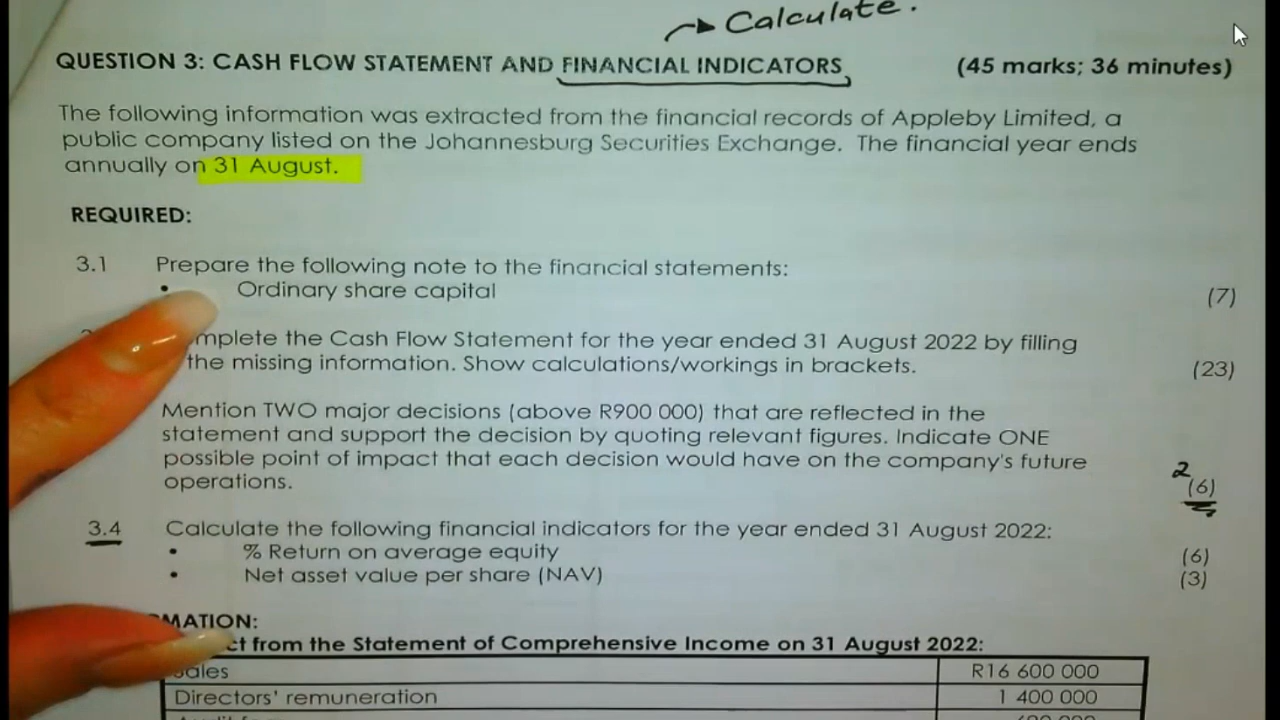 Calculate.
QUESTION 3: CASH FLOW STATEMENT AND FINANCIAL INDICATORS (45 marks; 36 minutes)
The following information was extracted from the financial records of Appleby Limited, a
public company listed on the Johannesburg Securities Exchange. The financial year ends
annually on 31 August.
REQUIRED:
3.1 Prepare the following note to the financial statements:
• Ordinary share capital (7)
mplete the Cash Flow Statement for the year ended 31 August 2022 by filling
the missing information. Show calculations/workings in brackets. (23)
Mention TWO major decisions (above R900 000) that are reflected in the
statement and support the decision by quoting relevant figures. Indicate ONE
possible point of impact that each decision would have on the company's future
operations. 2 (6)
3.4 Calculate the following financial indicators for the year ended 31 August 2022:
• % Return on average equity (6)
• Net asset value per share (NAV) (3)
MATION:
ct from the Statement of Comprehensive Income on 31 August 2022:
Sales R16 600 000
Directors' remuneration 1 400 000